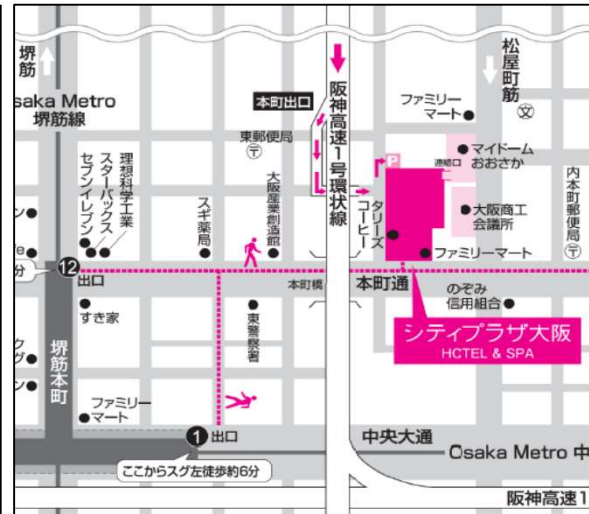 堺筋
saka Metro
堺筋線
本町出口
東郵便局
阪神高速1号環状線
松屋町筋
ファミリー
マート
文
マイドーム
おおさか
P
連絡口
セブンイレブン
スターバックス
理想科学工業
スギ薬局
大阪産業創造館
タリーズ
コーヒー
大阪商工
会議所
内本町郵便局
ファミリーマート
12
出口
分
本町橋
本町通
すき家
東警察署
のぞみ
信用組合
シティプラザ大阪
HCTEL & SPA
堺筋本町
ファミリー
マート
1
出口
中央大通
Osaka Metro 中
ここからスグ左徒歩約6分
阪神高速1